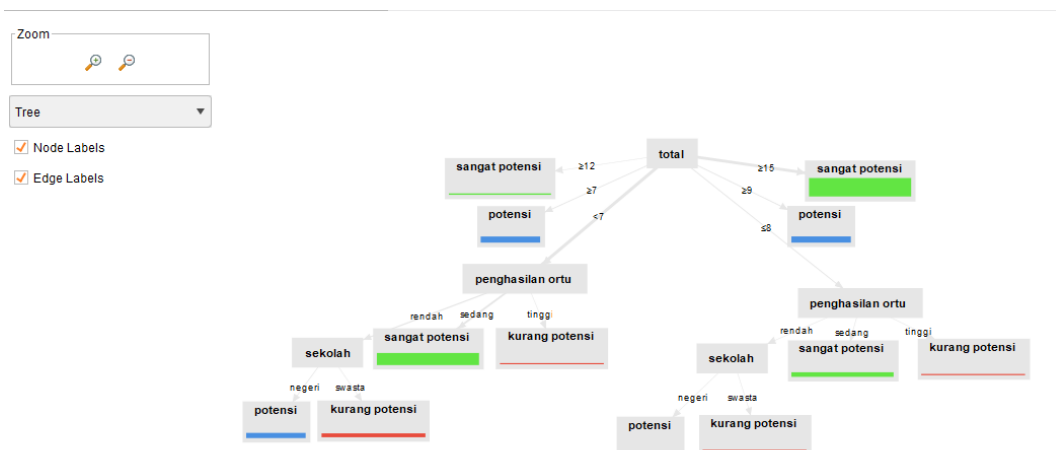 Zoom
Tree
Node Labels
Edge Labels
total
≥12
≥15
sangat potensi
sangat potensi
≥7
≥9
potensi
potensi
<7
≤8
penghasilan ortu
penghasilan ortu
rendah
sedang
tinggi
rendah
sedang
tinggi
sekolah
sangat potensi
kurang potensi
sekolah
sangat potensi
kurang potensi
negeri
swasta
negeri
swasta
potensi
kurang potensi
potensi
kurang potensi